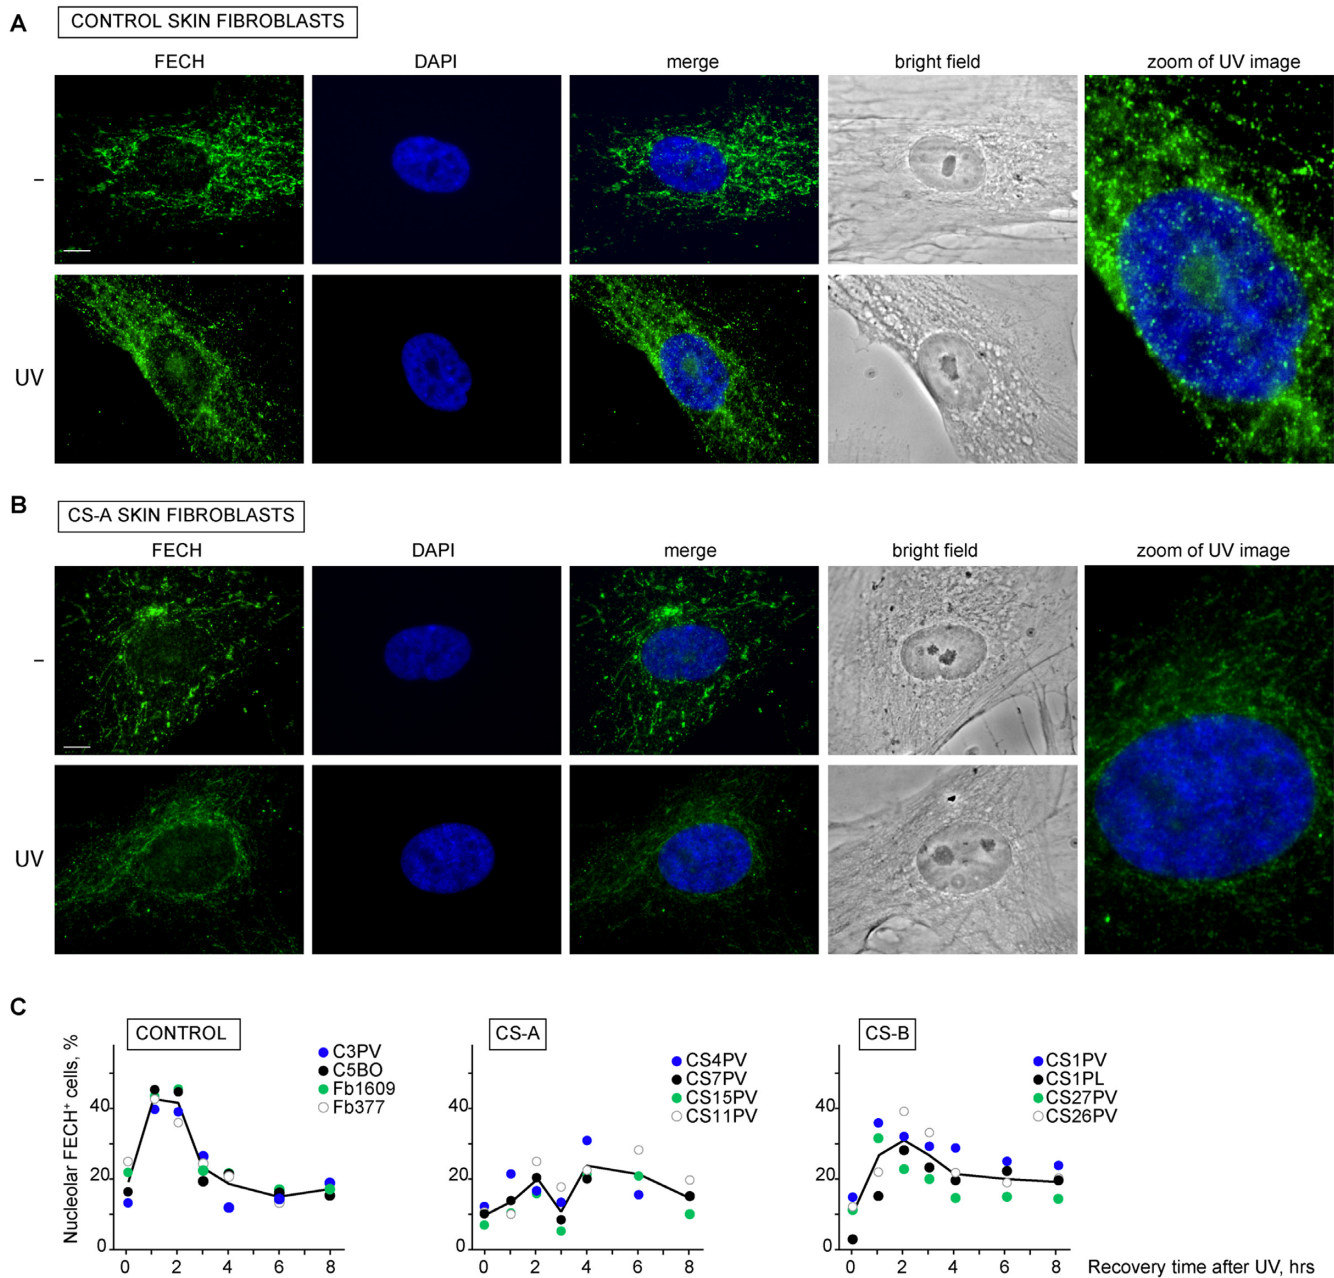 A
CONTROL SKIN FIBROBLASTS
FECH DAPI merge bright field zoom of UV image
–
UV
B
CS-A SKIN FIBROBLASTS
FECH DAPI merge bright field zoom of UV image
–
UV
C
CONTROL
Nucleolar FECH⁺ cells, %
C3PV
C5BO
Fb1609
Fb377
40
20
0
0 2 4 6 8
CS-A
CS4PV
CS7PV
CS15PV
CS11PV
40
20
0
0 2 4 6 8
CS-B
CS1PV
CS1PL
CS27PV
CS26PV
40
20
0
0 2 4 6 8
Recovery time after UV, hrs